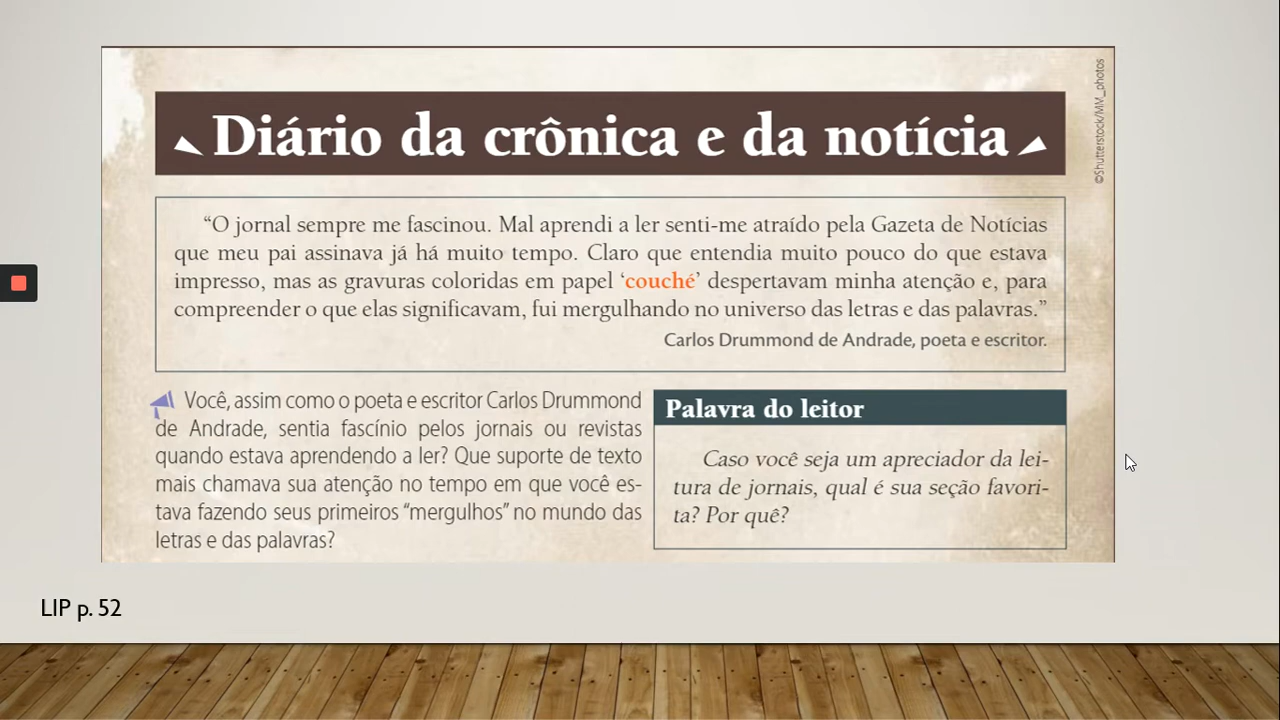 Diário da crônica e da notícia
©Shutterstock/MM_photos
“O jornal sempre me fascinou. Mal aprendi a ler senti-me atraído pela Gazeta de Notícias
que meu pai assinava já há muito tempo. Claro que entendia muito pouco do que estava
impresso, mas as gravuras coloridas em papel ‘couché’ despertavam minha atenção e, para
compreender o que elas significavam, fui mergulhando no universo das letras e das palavras.”
Carlos Drummond de Andrade, poeta e escritor.
Você, assim como o poeta e escritor Carlos Drummond
de Andrade, sentia fascínio pelos jornais ou revistas
quando estava aprendendo a ler? Que suporte de texto
mais chamava sua atenção no tempo em que você es-
tava fazendo seus primeiros “mergulhos” no mundo das
letras e das palavras?
Palavra do leitor
Caso você seja um apreciador da lei-
tura de jornais, qual é sua seção favori-
ta? Por quê?
LIP p. 52